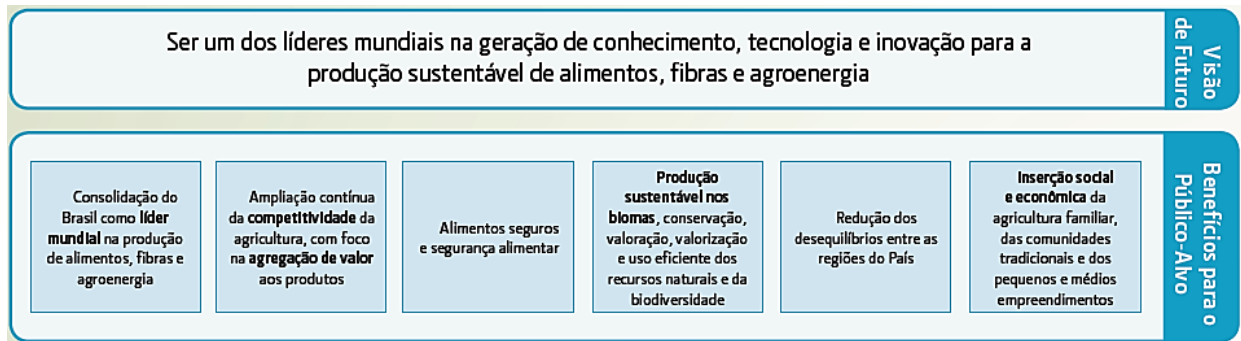 Ser um dos líderes mundiais na geração de conhecimento, tecnologia e inovação para a
produção sustentável de alimentos, fibras e agroenergia
Visão
de Futuro
Consolidação do
Brasil como líder
mundial na produção
de alimentos, fibras e
agroenergia
Ampliação contínua
da competitividade da
agricultura, com foco
na agregação de valor
aos produtos
Alimentos seguros
e segurança alimentar
Produção
sustentável nos
biomas, conservação,
valoração, valorização
e uso eficiente dos
recursos naturais e da
biodiversidade
Redução dos
desequilíbrios entre as
regiões do País
Inserção social
e econômica da
agricultura familiar,
das comunidades
tradicionais e dos
pequenos e médios
empreendimentos
Benefícios para o
Público-Alvo